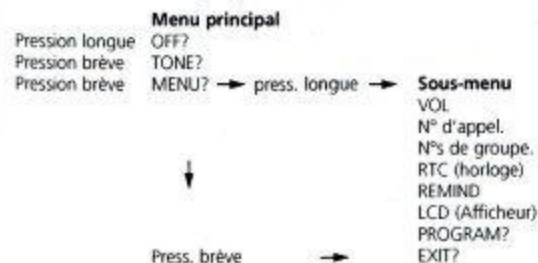 Menu principal
Pression longue OFF?
Pression brève TONE?
Pression brève MENU? → press. longue → Sous-menu
VOL
N° d'appel.
N°s de groupe.
RTC (horloge)
REMIND
LCD (Afficheur)
PROGRAM?
Press. brève → EXIT?